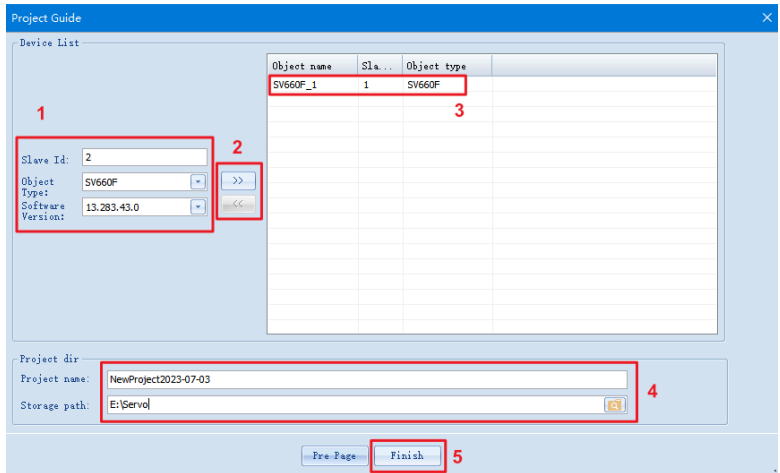 Project Guide
Device List
Object name Sla... Object type
SV660F_1 1 SV660F
3
1
2
Slave Id: 2
>>
Object Type: SV660F
<<
Software Version: 13.283.43.0
Project dir
Project name: NewProject2023-07-03
4
Storage path: E:\Servo
Pre Page Finish 5